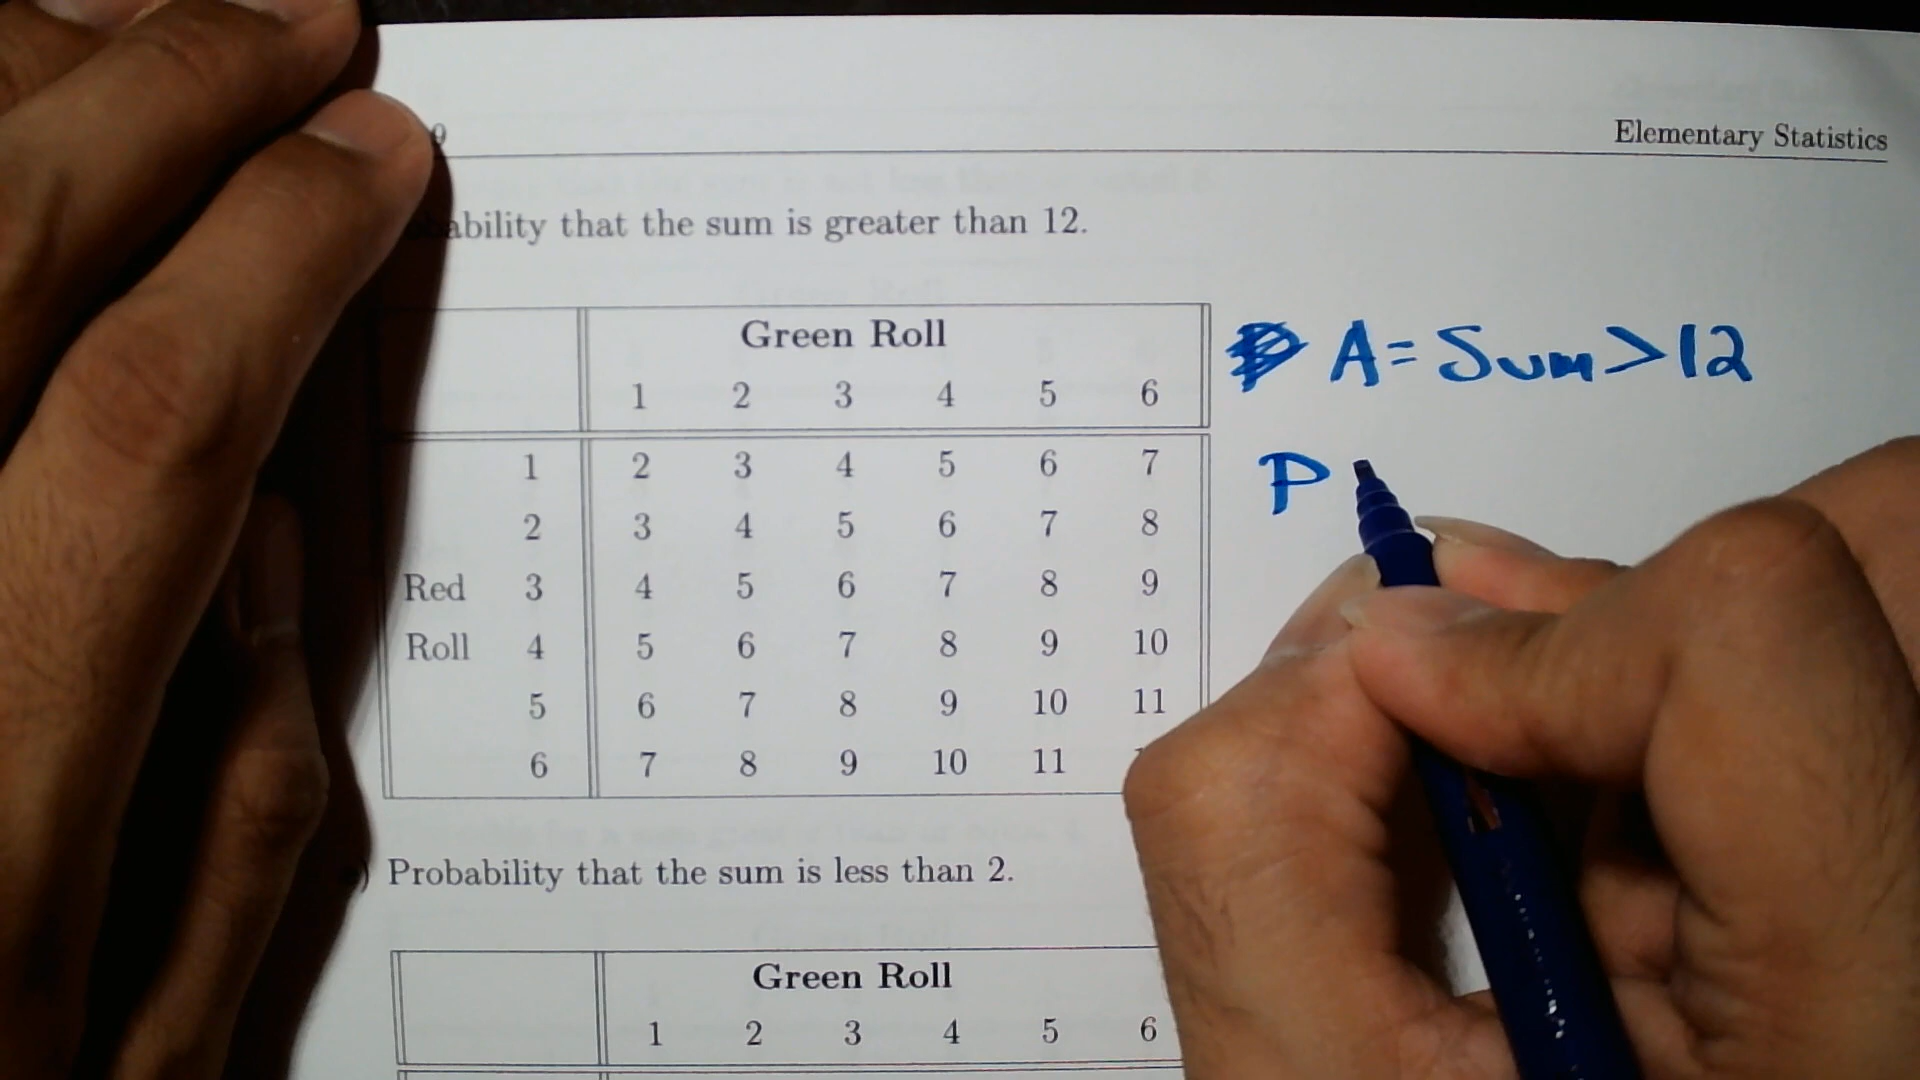 9
Elementary Statistics
ability that the sum is greater than 12.
Green Roll
1 2 3 4 5 6
A = Sum > 12
P
1 2 3 4 5 6 7
2 3 4 5 6 7 8
Red 3 4 5 6 7 8 9
Roll 4 5 6 7 8 9 10
5 6 7 8 9 10 11
6 7 8 9 10 11
) Probability that the sum is less than 2.
Green Roll
1 2 3 4 5 6